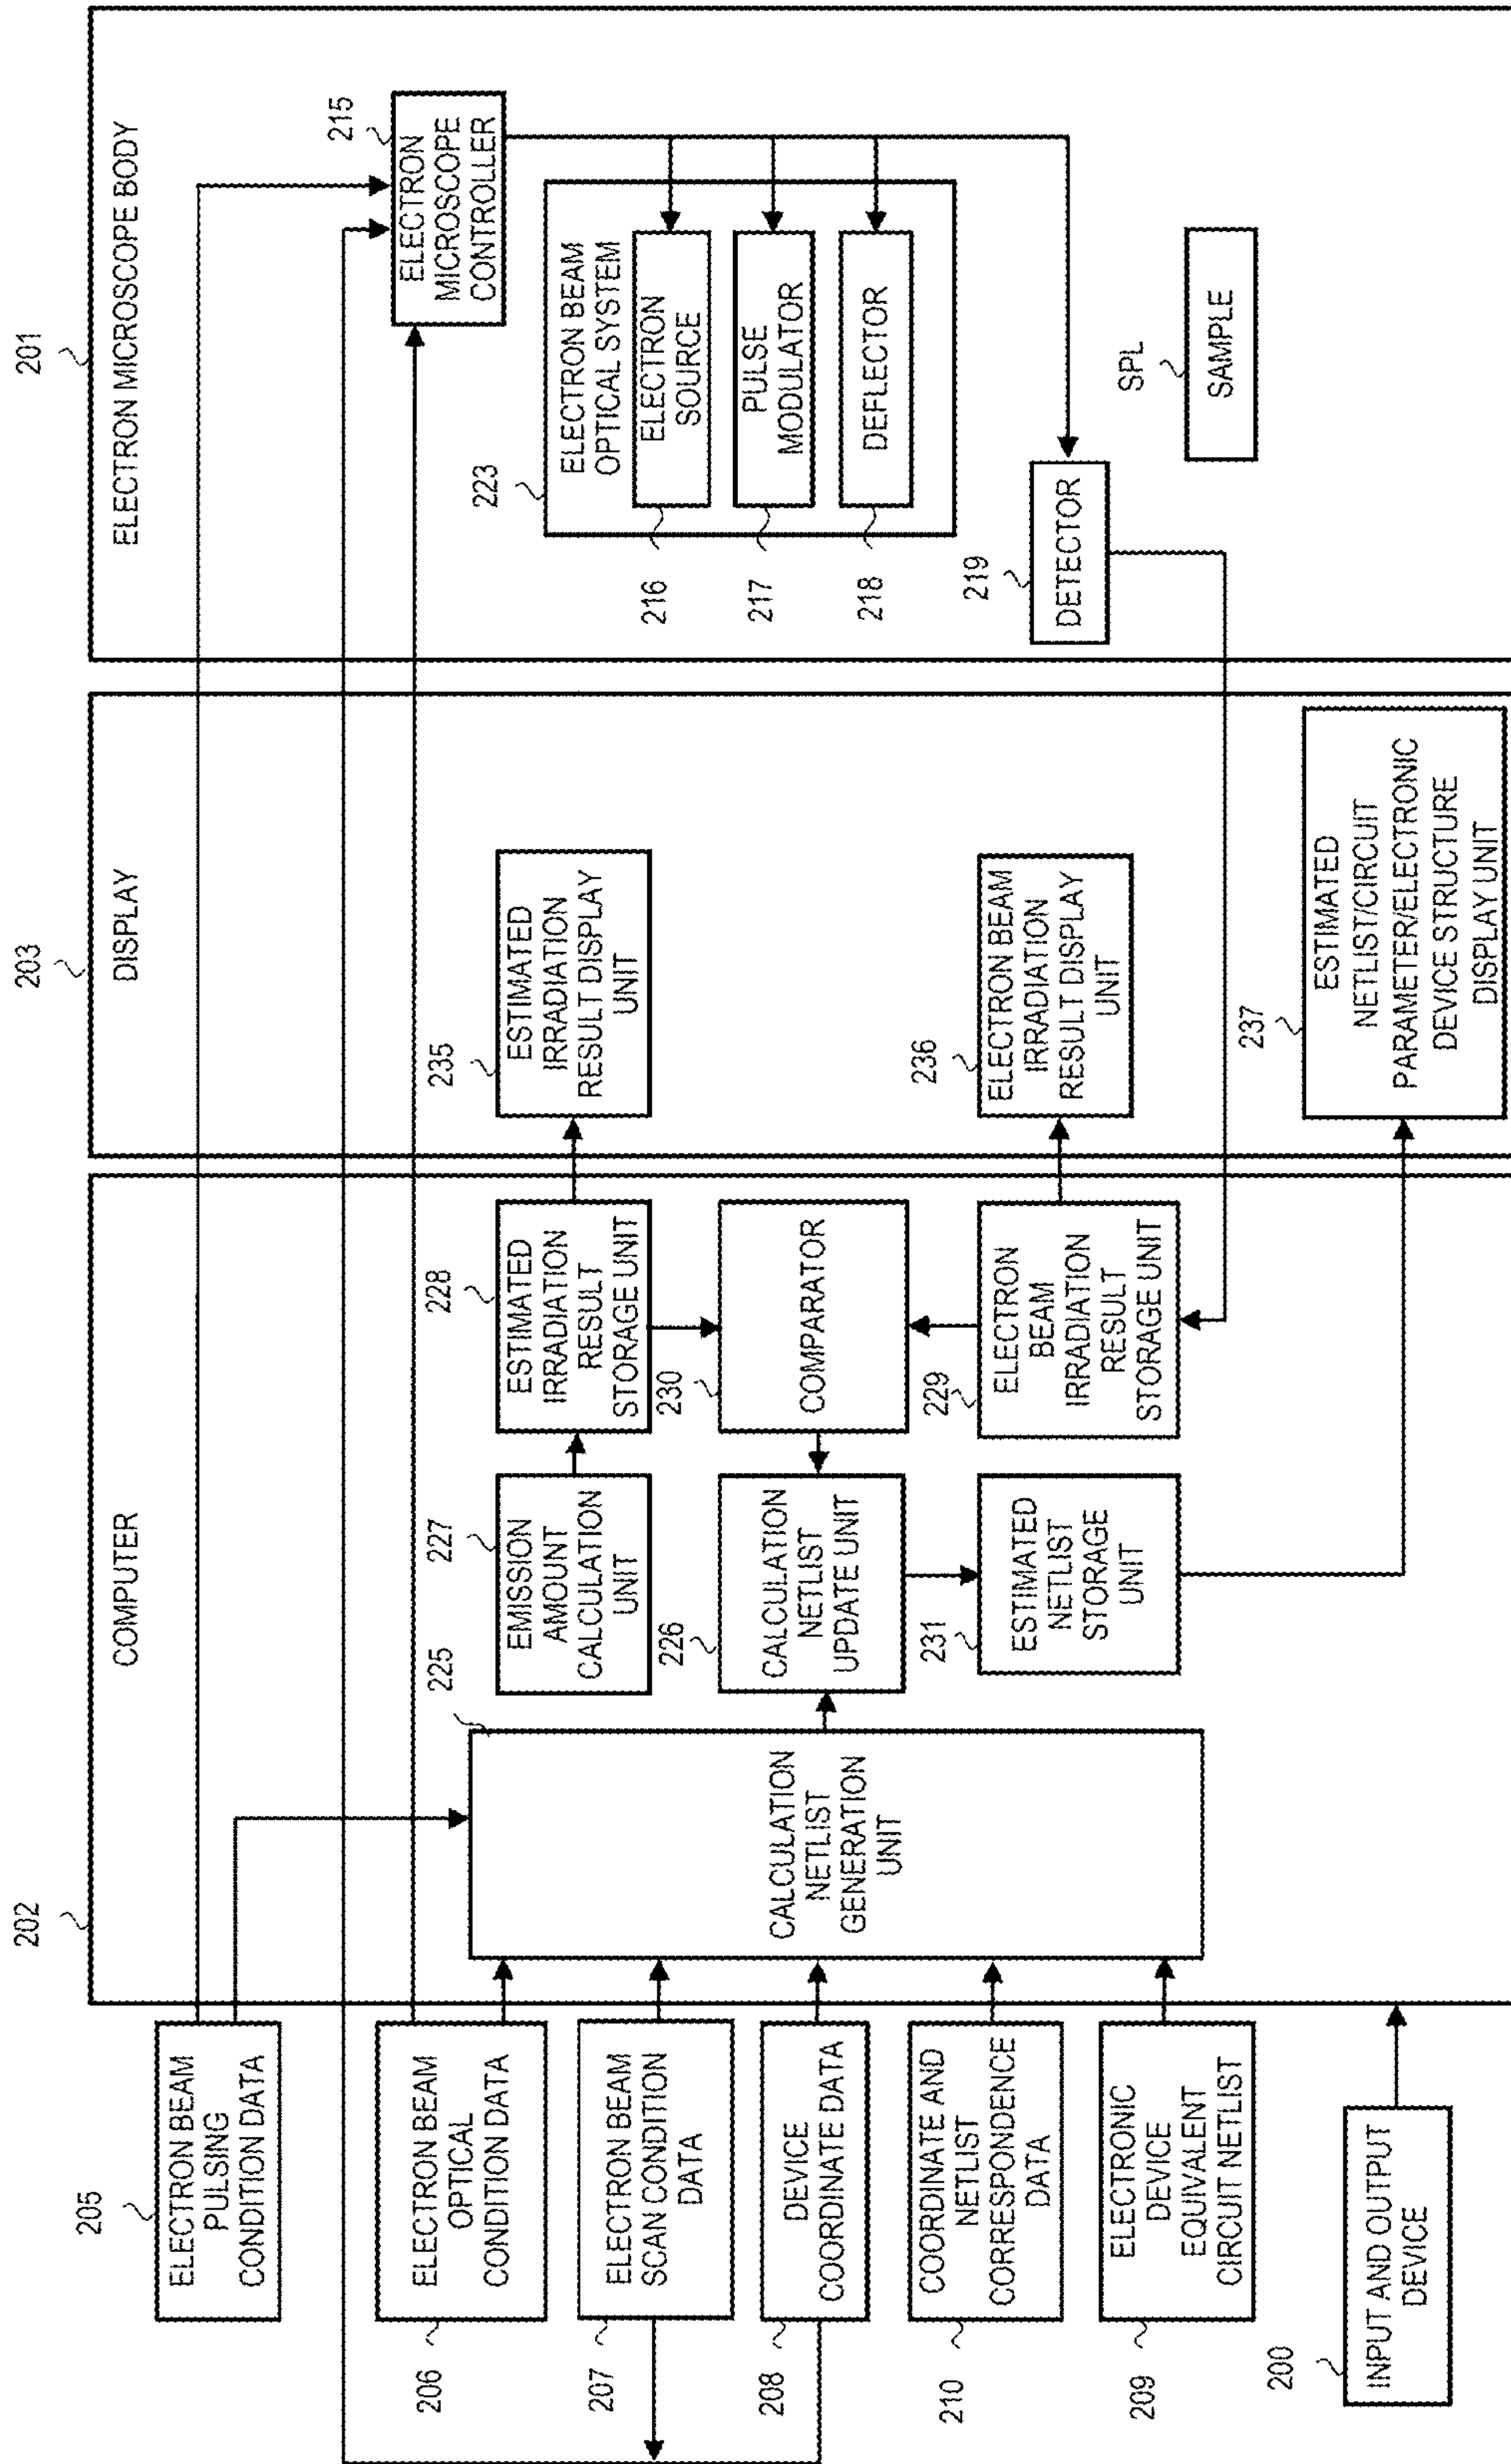 201
ELECTRON MICROSCOPE BODY
215
ELECTRON
MICROSCOPE
CONTROLLER
223
ELECTRON BEAM
OPTICAL SYSTEM
216
ELECTRON
SOURCE
217
PULSE
MODULATOR
218
DEFLECTOR
219
DETECTOR
SPL
SAMPLE
203
DISPLAY
235
ESTIMATED
IRRADIATION
RESULT DISPLAY
UNIT
236
ELECTRON BEAM
IRRADIATION
RESULT DISPLAY
UNIT
237
ESTIMATED
NETLIST/CIRCUIT
PARAMETER/ELECTRONIC
DEVICE STRUCTURE
DISPLAY UNIT
202
COMPUTER
225
CALCULATION
NETLIST
GENERATION
UNIT
227
EMISSION
AMOUNT
CALCULATION
UNIT
228
ESTIMATED
IRRADIATION
RESULT
STORAGE UNIT
226
CALCULATION
NETLIST
UPDATE UNIT
230
COMPARATOR
231
ESTIMATED
NETLIST
STORAGE
UNIT
229
ELECTRON
BEAM
IRRADIATION
RESULT
STORAGE UNIT
205
ELECTRON BEAM
PULSING
CONDITION DATA
206
ELECTRON BEAM
OPTICAL
CONDITION DATA
207
ELECTRON BEAM
SCAN CONDITION
DATA
208
DEVICE
COORDINATE DATA
210
COORDINATE AND
NETLIST
CORRESPONDENCE
DATA
209
ELECTRONIC
DEVICE
EQUIVALENT
CIRCUIT NETLIST
200
INPUT AND OUTPUT
DEVICE